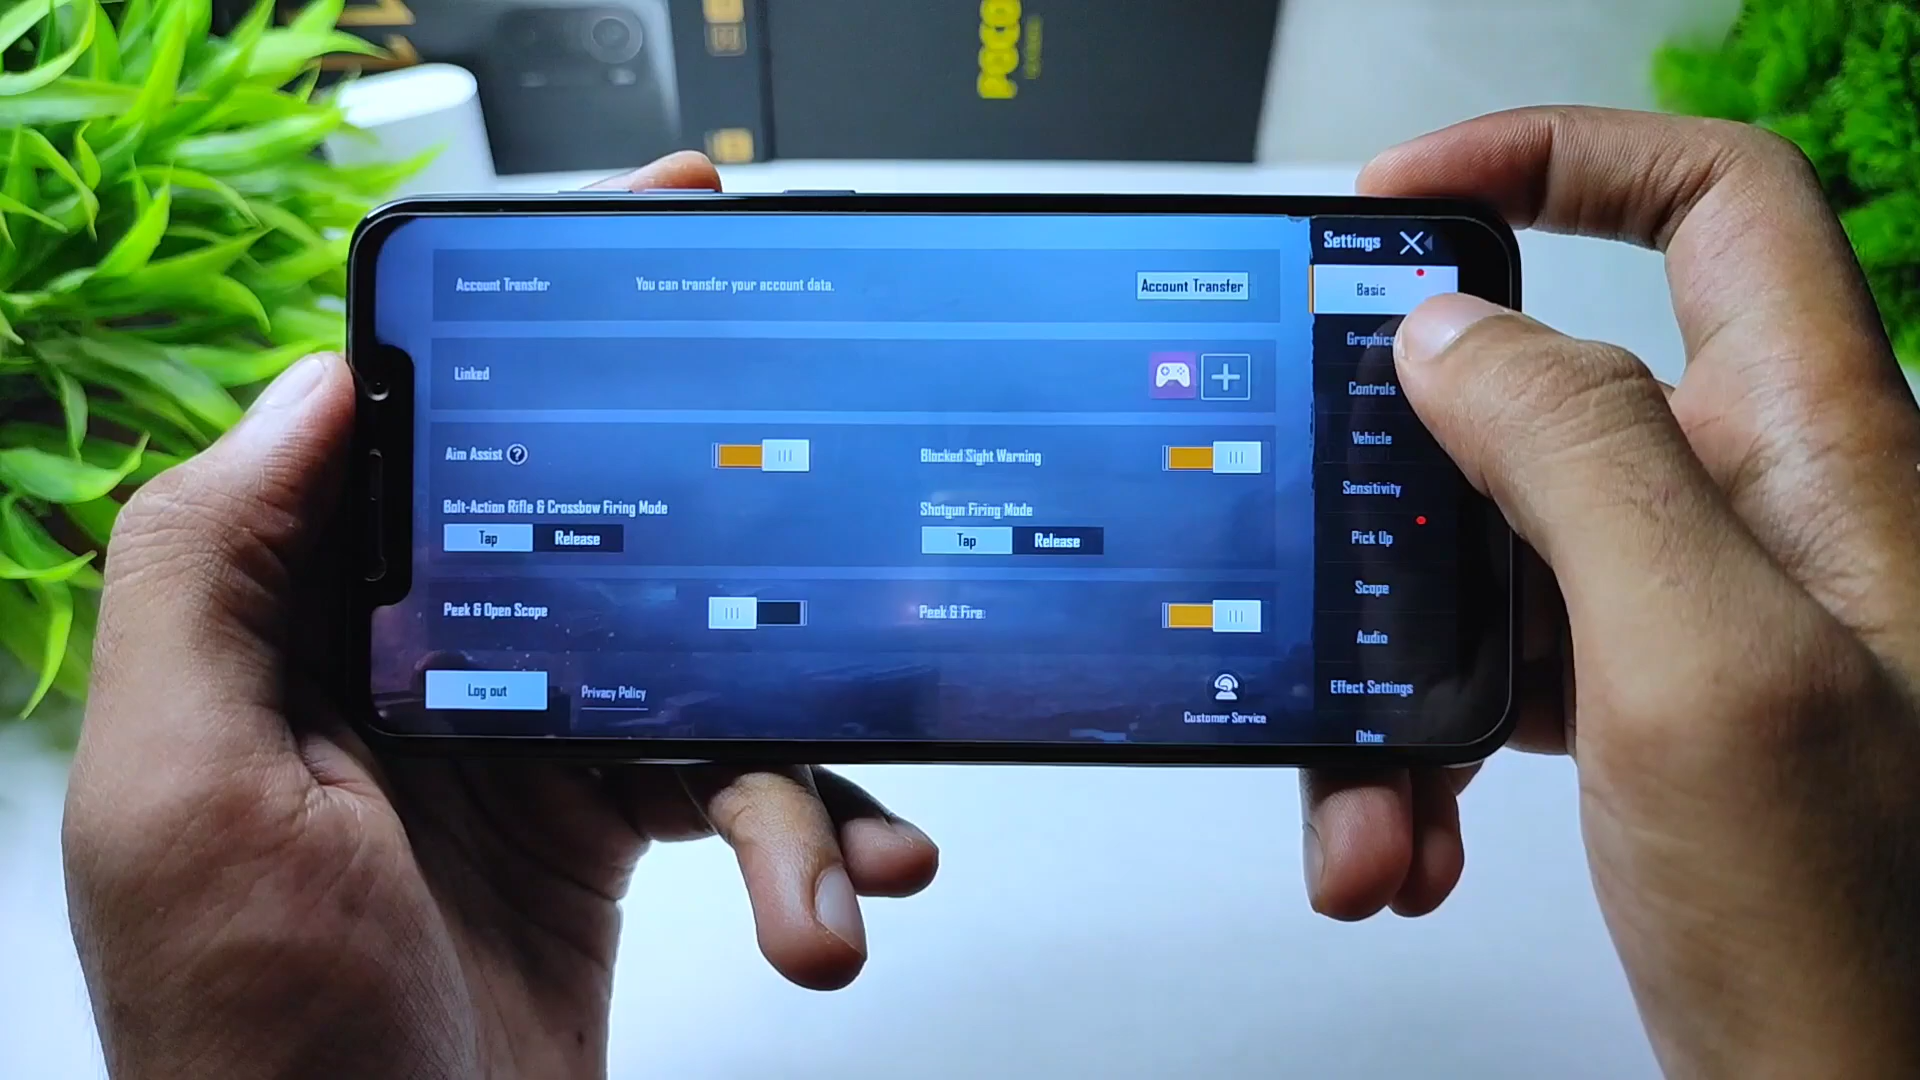 11
POCO
Settings
Account Transfer
You can transfer your account data.
Account Transfer
Basic
Linked
Graphics
Controls
Aim Assist ?
Blocked Sight Warning
Vehicle
Bolt-Action Rifle & Crossbow Firing Mode
Shotgun Firing Mode
Sensitivity
Tap
Release
Tap
Release
Pick Up
Peek & Open Scope
Peek & Fire
Scope
Audio
Log out
Privacy Policy
Customer Service
Effect Settings
Other